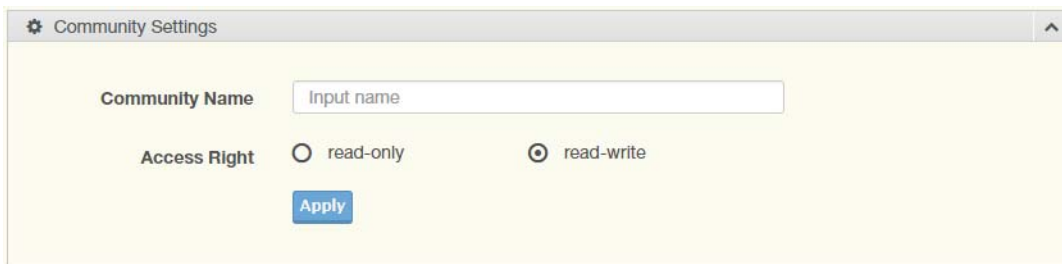 Community Settings
Community Name Input name
Access Right read-only read-write
Apply